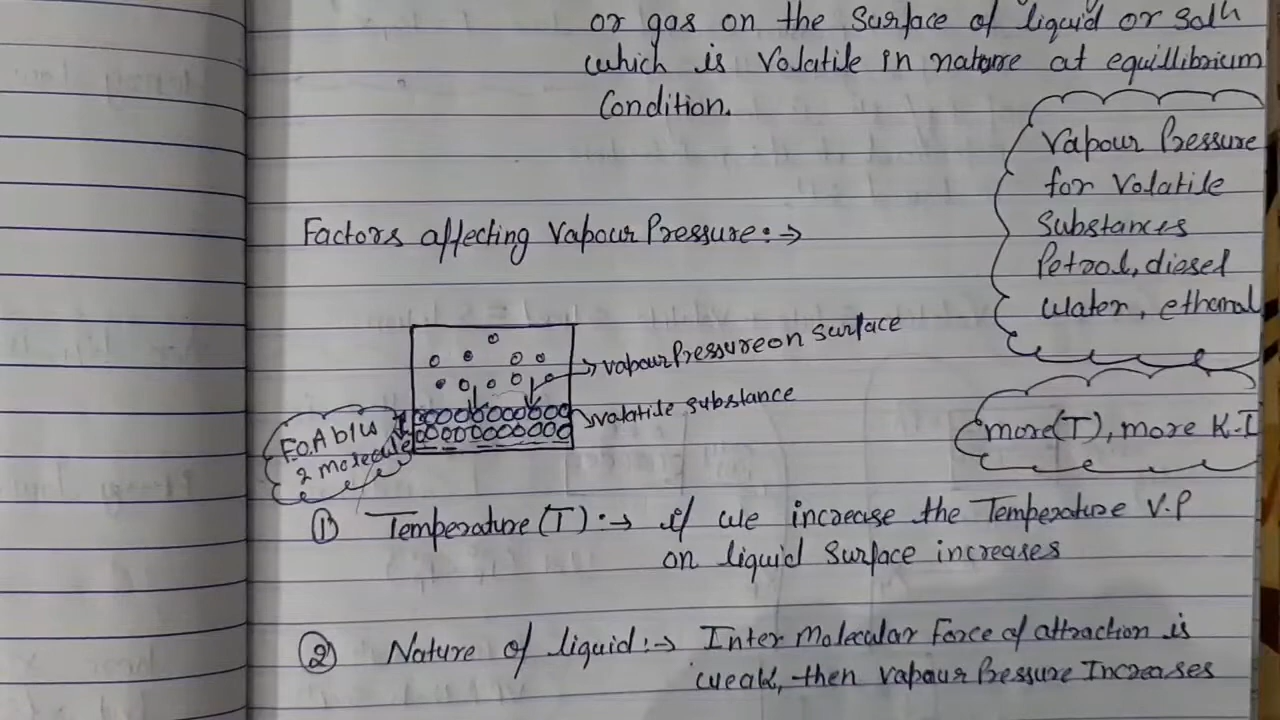 or gas on the Surface of liquid or
which is Volatile in nature at equillibrium
Condition.
Vapour Pressure
for Volatile
Substances
Petrol, diesel
water, ethanal
Factors affecting Vapour Pressure :→
vapour Pressure on surface
volatile substance
F.O.A b/w
2 molecule
more (T), more K.I
① Temperature (T) :→ if we increase the Temperature V.P
on liquid Surface increases
② Nature of liquid :→ Inter Molecular Force of attraction is
weak, then vapour Pressure Increases